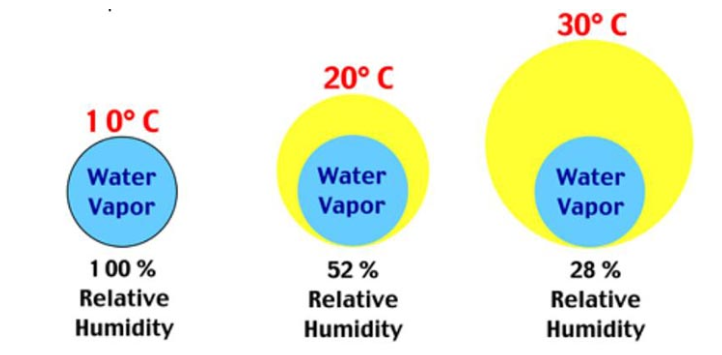 10° C
Water
Vapor
100 %
Relative
Humidity
20° C
Water
Vapor
52 %
Relative
Humidity
30° C
Water
Vapor
28 %
Relative
Humidity